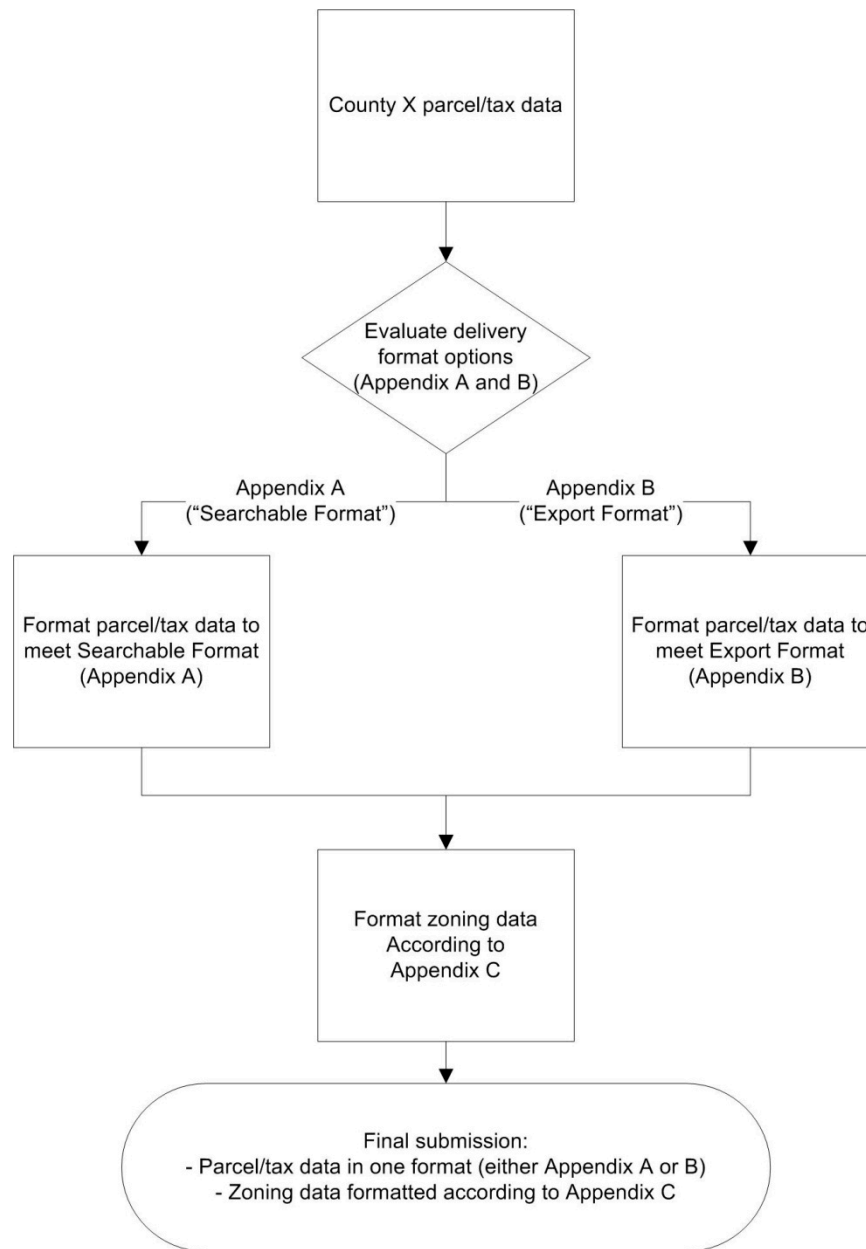 County X parcel/tax data
Evaluate delivery
format options
(Appendix A and B)
Appendix A
(“Searchable Format”)
Appendix B
(“Export Format”)
Format parcel/tax data to
meet Searchable Format
(Appendix A)
Format parcel/tax data to
meet Export Format
(Appendix B)
Format zoning data
According to
Appendix C
Final submission:
- Parcel/tax data in one format (either Appendix A or B)
- Zoning data formatted according to Appendix C